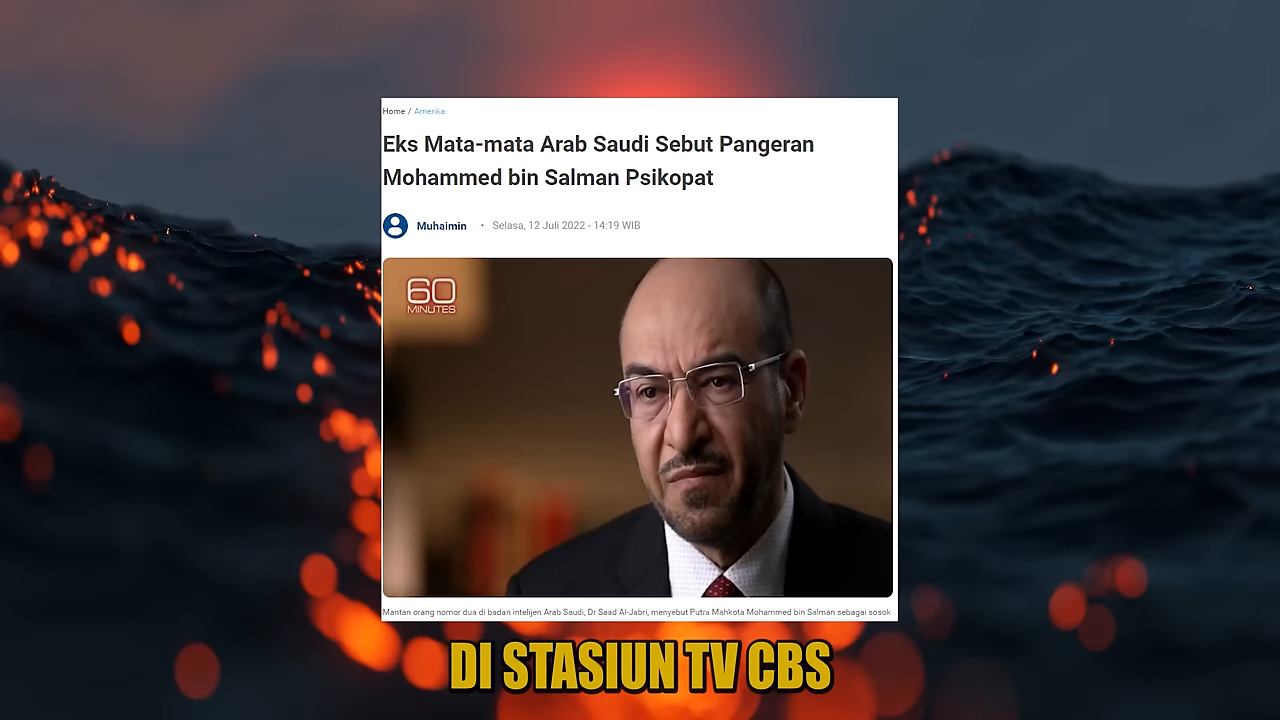 Home / Amerika
Eks Mata-mata Arab Saudi Sebut Pangeran
Mohammed bin Salman Psikopat
Muhaimin • Selasa, 12 Juli 2022 - 14:19 WIB
60
MINUTES
Mantan orang nomor dua di badan intelijen Arab Saudi, Dr Saad Al-Jabri, menyebut Putra Mahkota Mohammed bin Salman sebagai sosok
DI STASIUN TV CBS